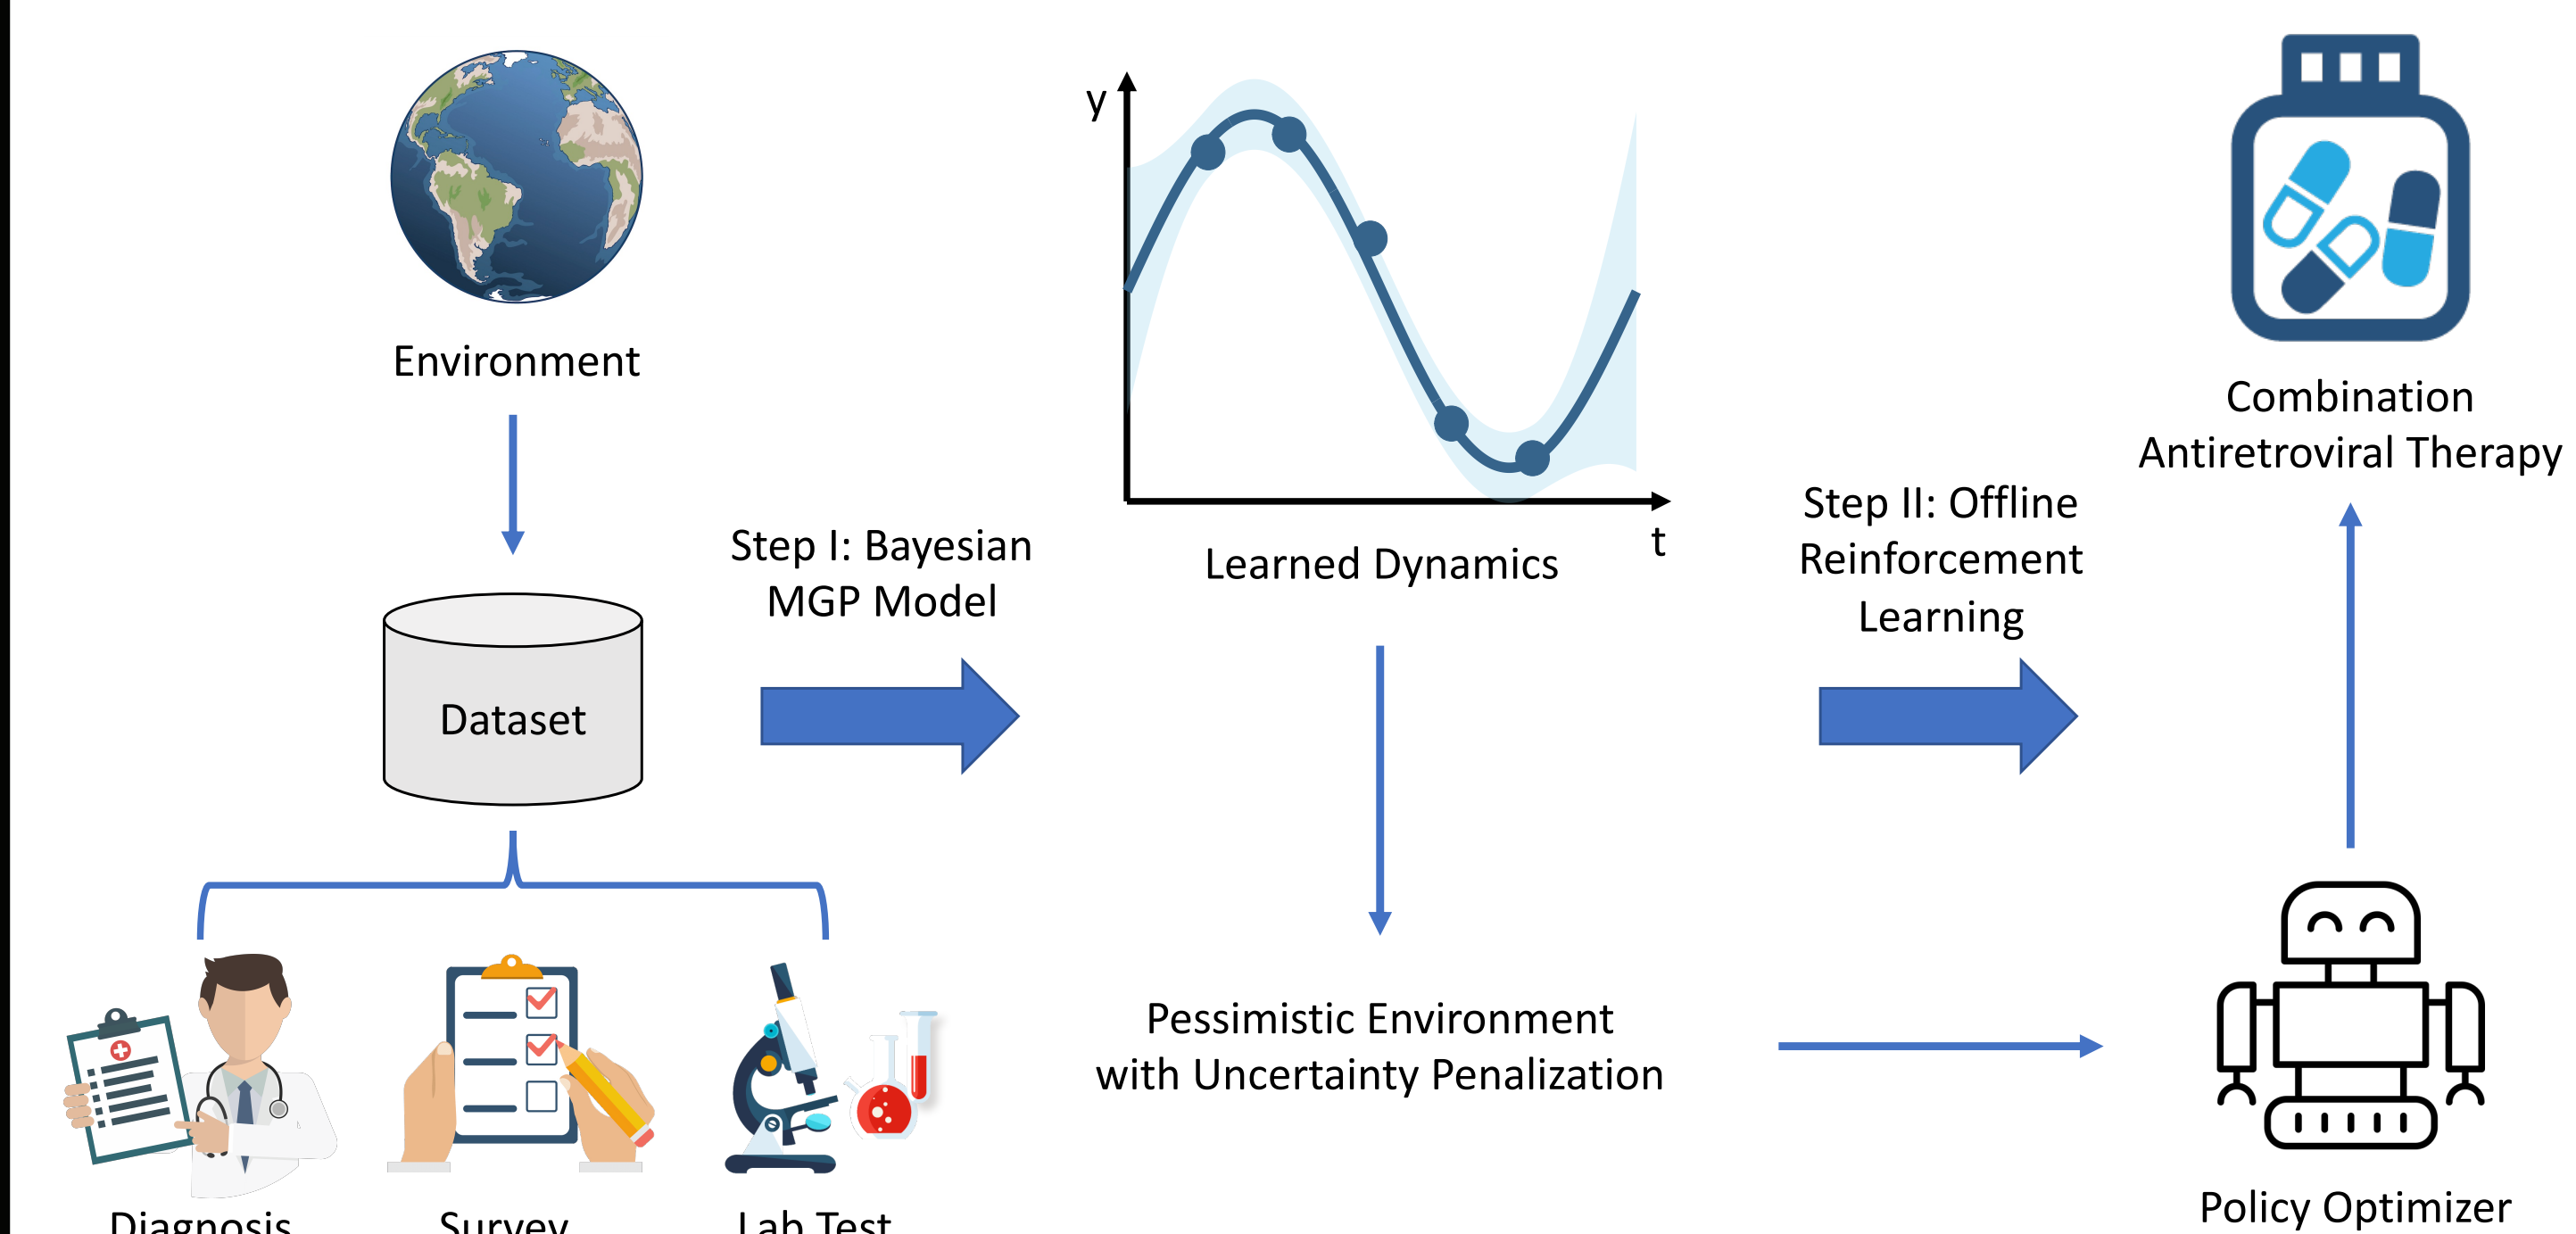 Environment
Dataset
Diagnosis
Survey
Lab Test
Step I: Bayesian
MGP Model
y
t
Learned Dynamics
Pessimistic Environment
with Uncertainty Penalization
Step II: Offline
Reinforcement
Learning
Combination
Antiretroviral Therapy
Policy Optimizer